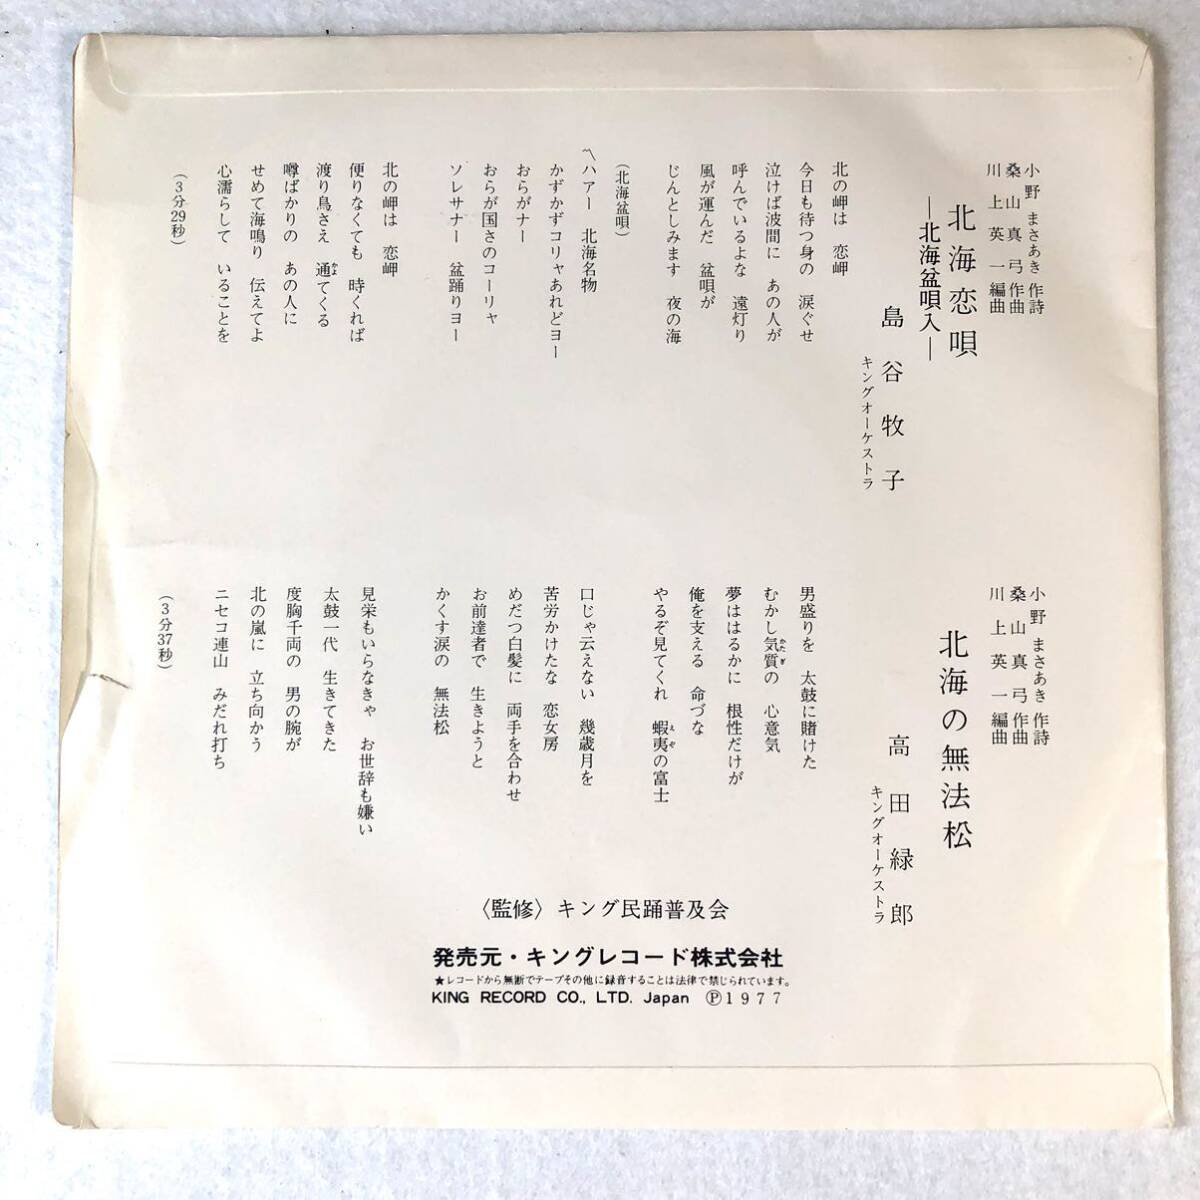 小野まさあき 作詩
桑山真弓 作曲
川上英一 編曲
北海恋唄
―北海盆唄入―
島谷牧子
キングオーケストラ
北の岬は 恋岬
今日も待つ身の 涙ぐせ
泣けば波間に あの人が
呼んでいるよな 遠灯り
風が運んだ 盆唄が
じんとしみます 夜の海
(北海盆唄)
〽ハアー 北海名物
かずかずコリャあれどヨー
おらがナー
おらが国さのコーリャ
ソレサナー 盆踊りヨー
北の岬は 恋岬
便りなくても 時くれば
渡り鳥さえ 通てくる
かよ
噂ばかりの あの人に
せめて海鳴り 伝えてよ
心濡らして いることを
(3分29秒)
小野まさあき 作詩
桑山真弓 作曲
川上英一 編曲
北海の無法松
高田緑郎
キングオーケストラ
男盛りを 太鼓に賭けた
むかし気質の 心意気
かたぎ
夢ははるかに 根性だけが
俺を支える 命づな
やるぞ見てくれ 蝦夷の富士
えぞ
口じゃ云えない 幾歳月を
苦労かけたな 恋女房
めだつ白髪に 両手を合わせ
お前達者で 生きようと
かくす涙の 無法松
見栄もいらなきゃ お世辞も嫌い
太鼓一代 生きてきた
度胸千両の 男の腕が
北の嵐に 立ち向かう
ニセコ連山 みだれ打ち
(3分37秒)
〈監修〉キング民踊普及会
発売元・キングレコード株式会社
★レコードから無断でテープその他に録音することは法律で禁じられています。
KING RECORD CO., LTD. Japan Ⓟ1977